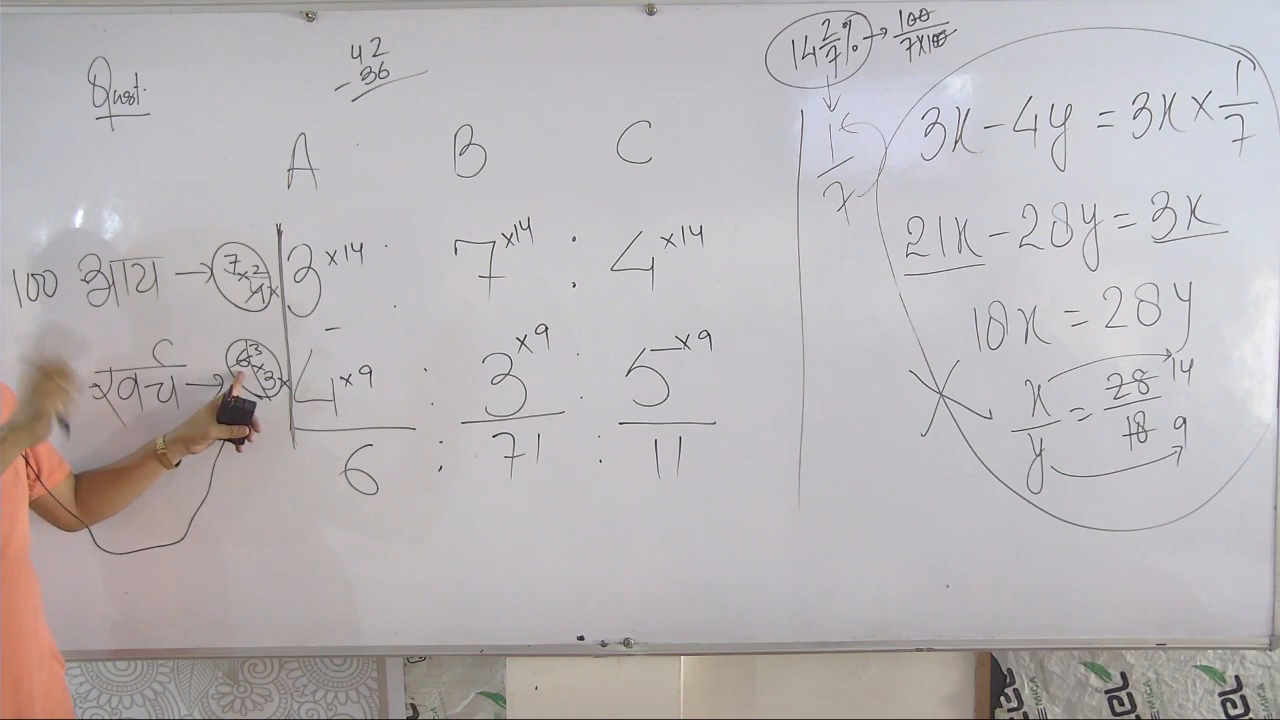 Quest.
42
- 36
A B C
100 आय → 7×2 / 14× 3×14 : 7×14 : 4×14
-
खर्च → 6 3 ×3× 4×9 : 3×9 : 5×9
6 : 71 : 11
14 2/7 % → 100/7×100
↓
1/7
3x - 4y = 3x × 1/7
21x - 28y = 3x
18x = 28y
x/y = 28/18 14 9